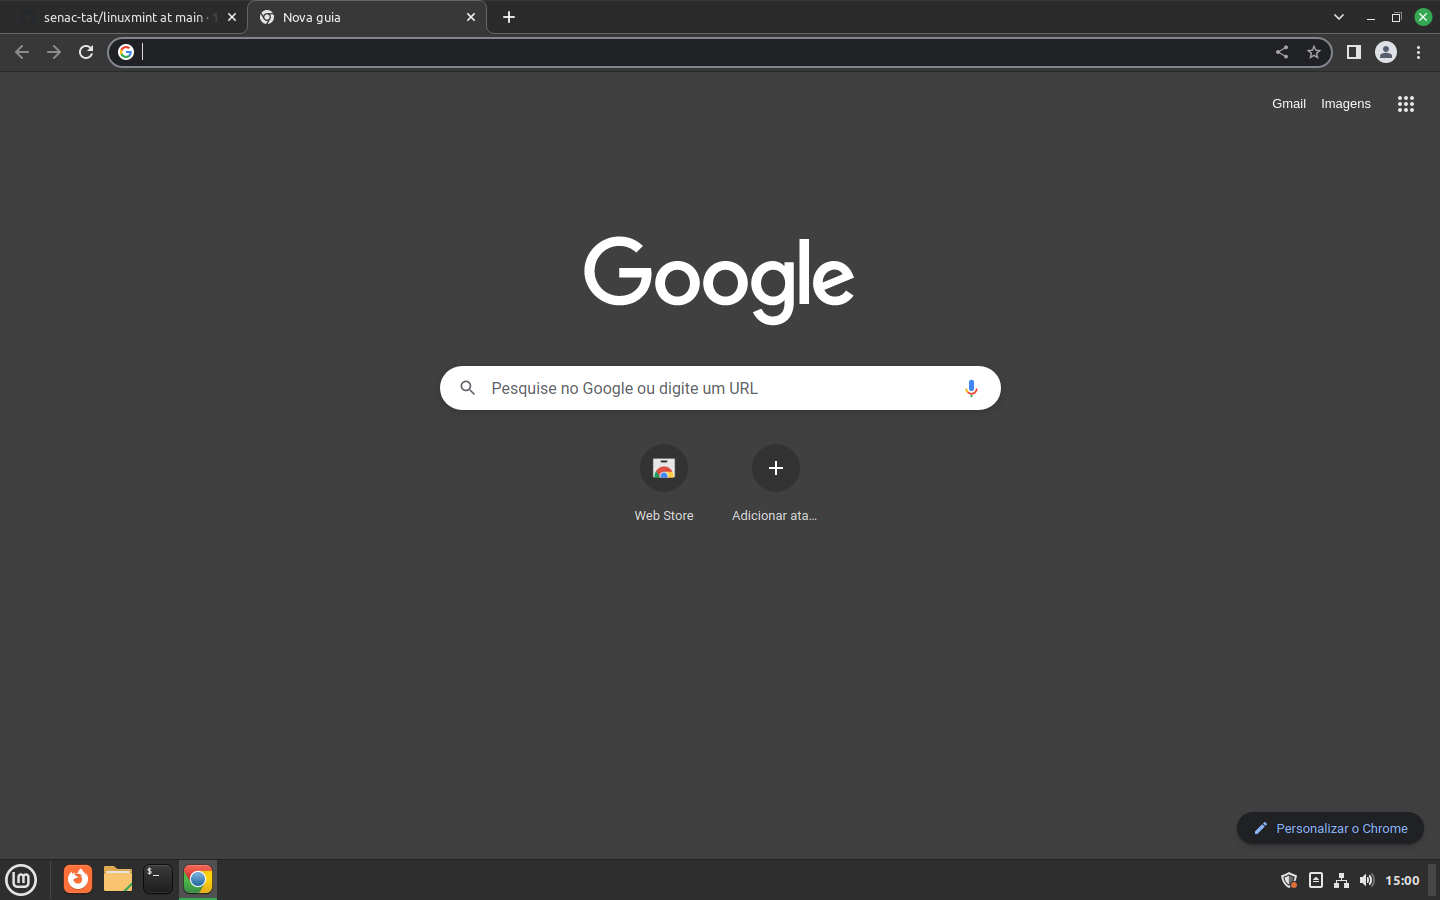 senac-tat/linuxmint at main ·
Nova guia
Gmail Imagens
Google
Pesquise no Google ou digite um URL
Web Store
Adicionar ata...
Personalizar o Chrome
$_
15:00